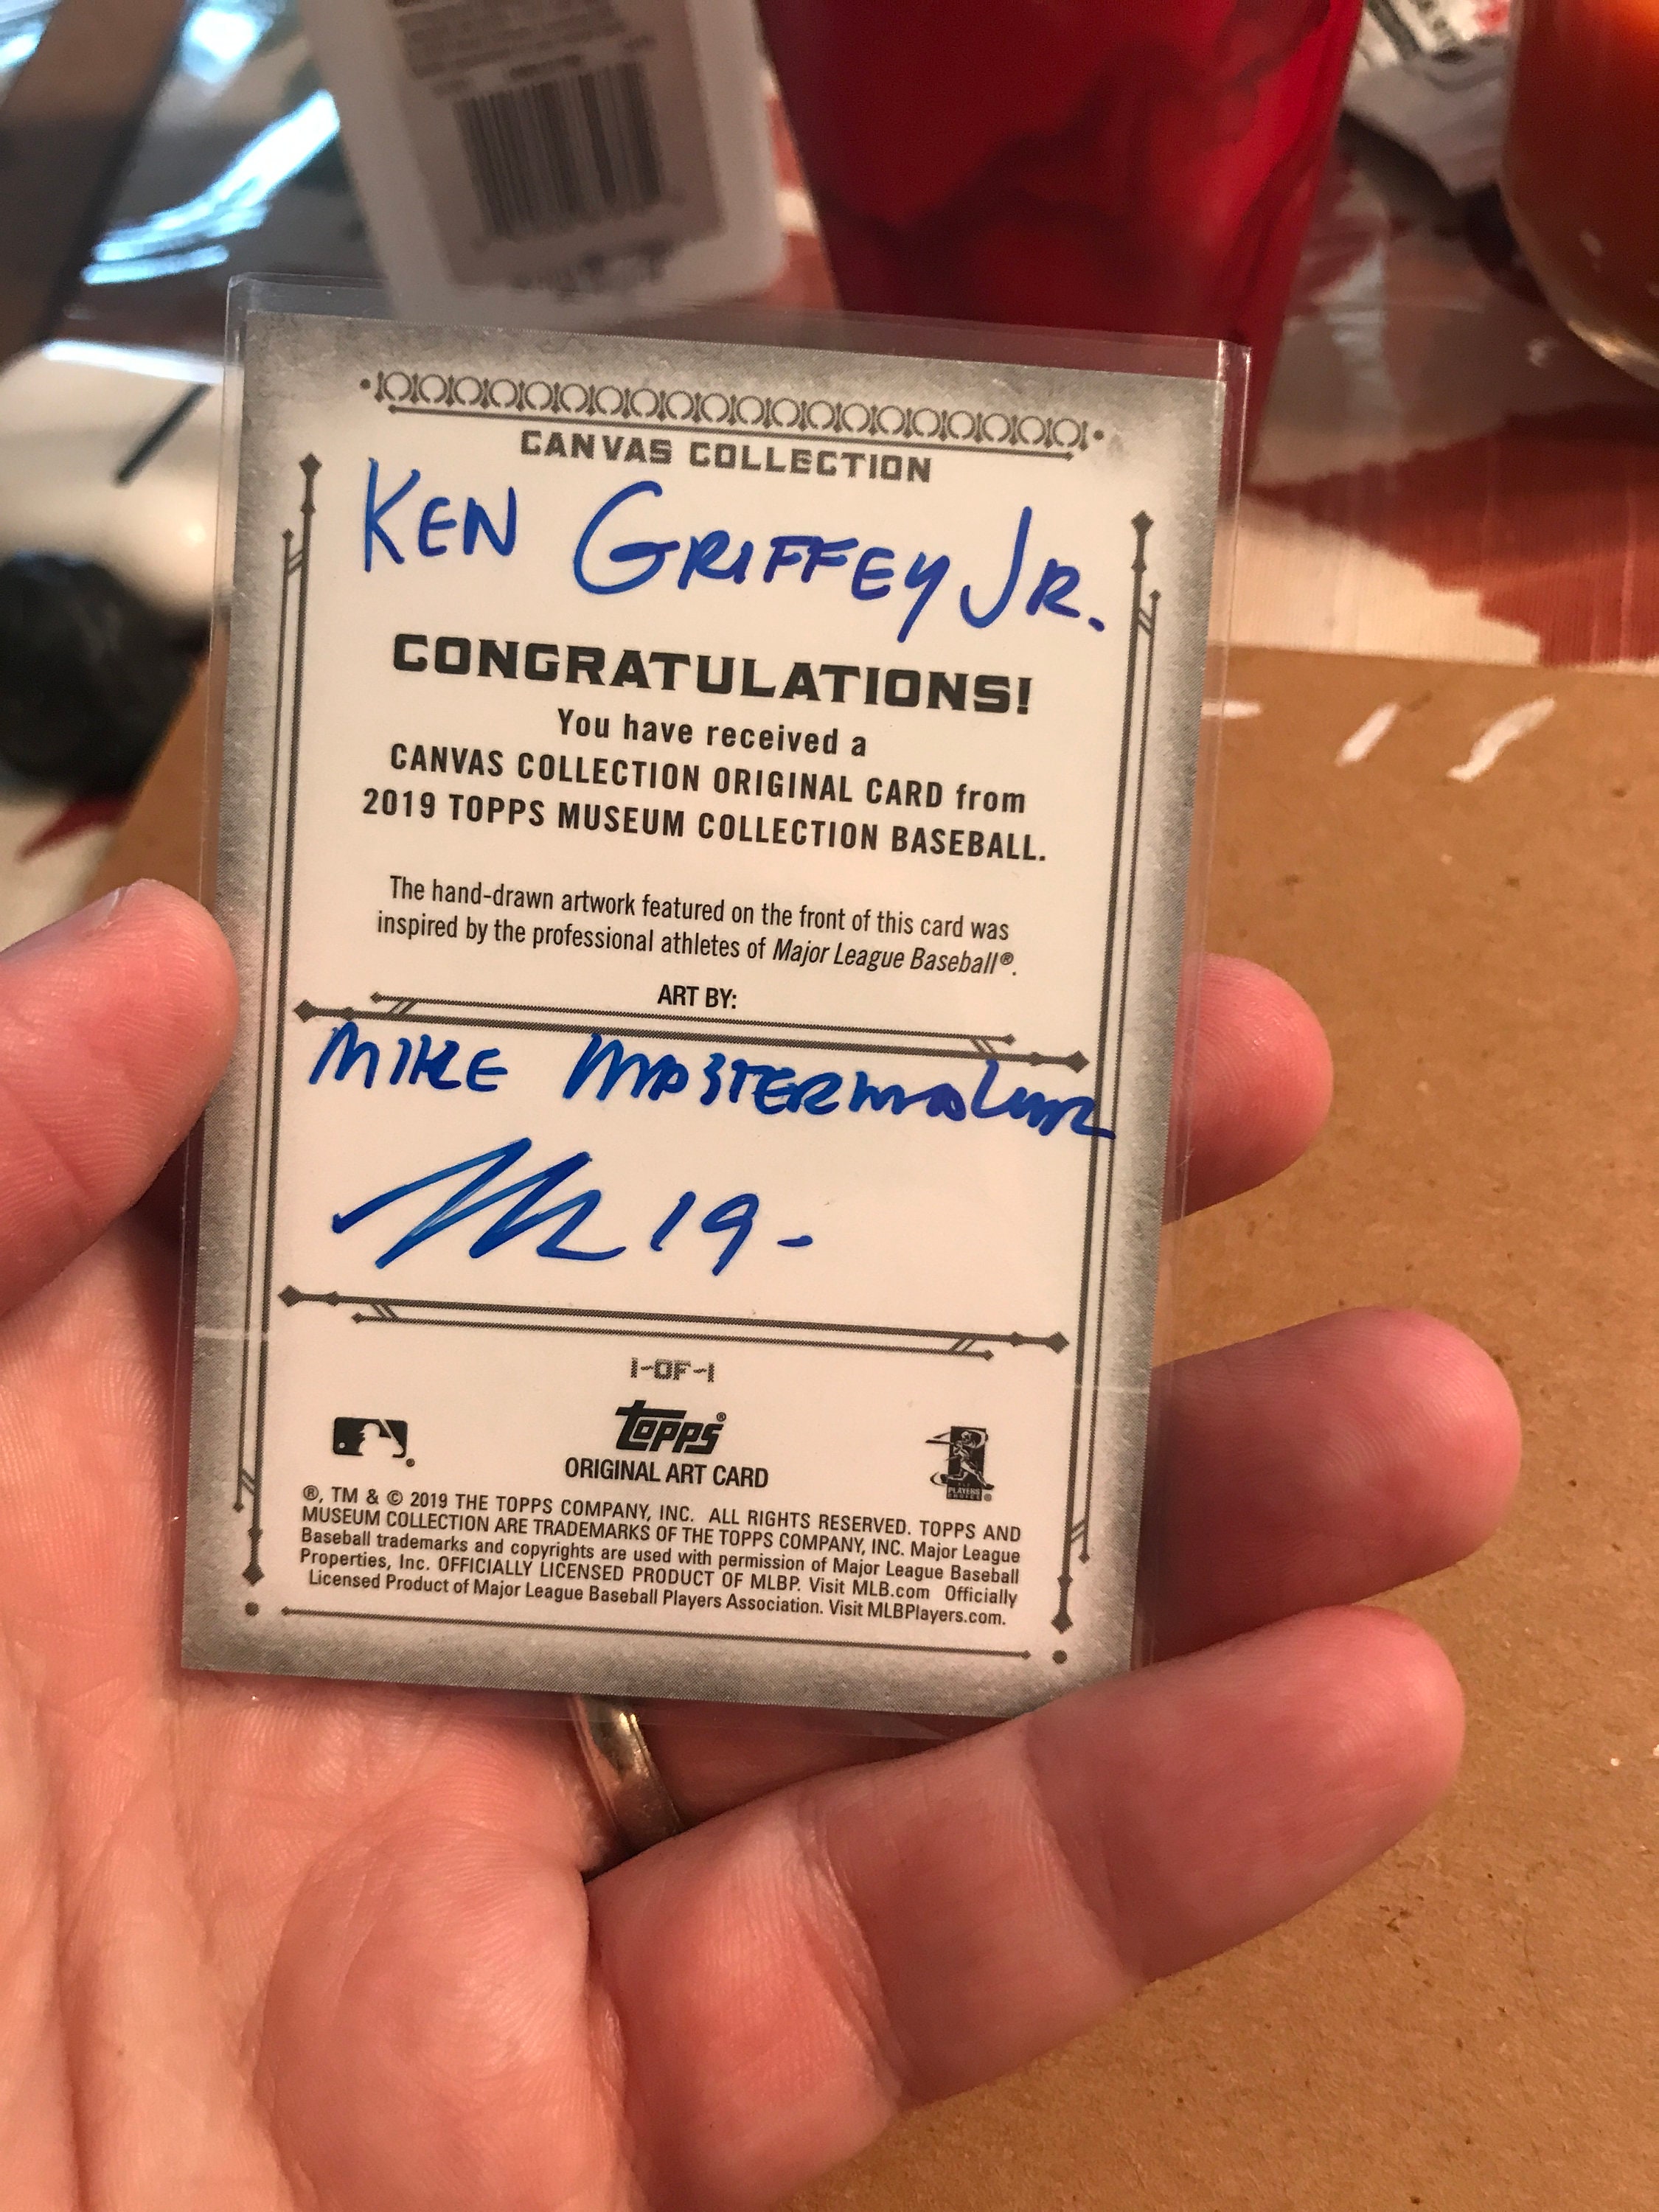 CANVAS COLLECTION
KEN GRIFFEY JR.
CONGRATULATIONS!
You have received a
CANVAS COLLECTION ORIGINAL CARD from
2019 TOPPS MUSEUM COLLECTION BASEBALL.
The hand-drawn artwork featured on the front of this card was
inspired by the professional athletes of Major League Baseball®.
ART BY:
MIKE
19-
1-OF-1
TOPPS®
ORIGINAL ART CARD
PLAYERS
CHOICE
®, TM & © 2019 THE TOPPS COMPANY, INC. ALL RIGHTS RESERVED. TOPPS AND
MUSEUM COLLECTION ARE TRADEMARKS OF THE TOPPS COMPANY, INC. Major League
Baseball trademarks and copyrights are used with permission of Major League Baseball
Properties, Inc. OFFICIALLY LICENSED PRODUCT OF MLBP. Visit MLB.com Officially
Licensed Product of Major League Baseball Players Association. Visit MLBPlayers.com.